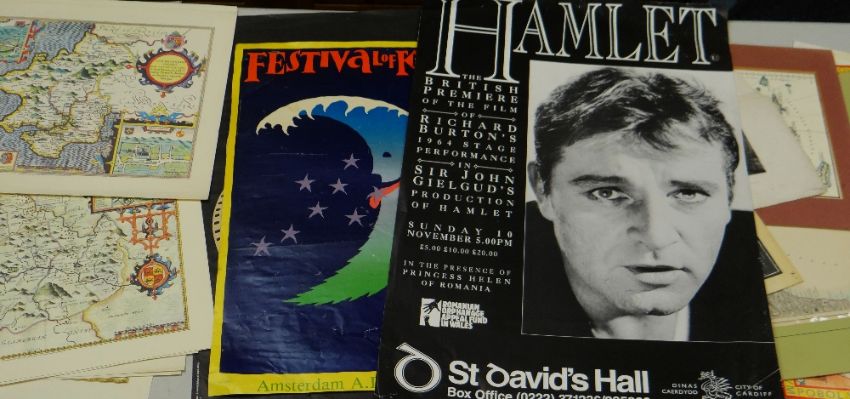 FESTIVAL OF
Amsterdam
HAMLET
THE
BRITISH
PREMIERE
OF THE FILM
OF
RICHARD
BURTON'S
1964 STAGE
PERFORMANCE
IN
SIR JOHN
GIELGUD'S
PRODUCTION
OF HAMLET
SUNDAY 10
NOVEMBER 5.00PM
£5.00 £10.00 £20.00
IN THE PRESENCE OF
PRINCESS HELEN
OF ROMANIA
ROMANIAN
ORPHANAGE
APPEAL FUND
IN WALES
St David's Hall
Box Office (0222)
DINAS
CAERDYDD
CITY OF
CARDIFF
POBOL